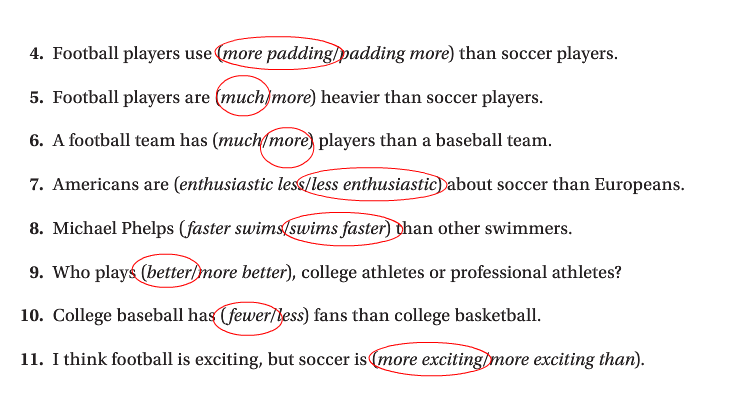 4. Football players use (more padding/padding more) than soccer players.
5. Football players are (much/more) heavier than soccer players.
6. A football team has (much/more) players than a baseball team.
7. Americans are (enthusiastic less/less enthusiastic) about soccer than Europeans.
8. Michael Phelps (faster swims/swims faster) than other swimmers.
9. Who plays (better/more better), college athletes or professional athletes?
10. College baseball has (fewer/less) fans than college basketball.
11. I think football is exciting, but soccer is (more exciting/more exciting than).